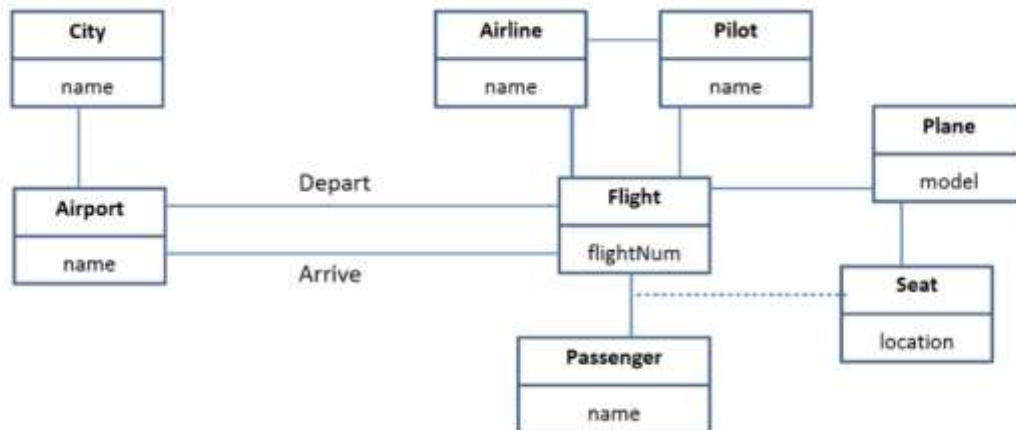 City
name
Airline
name
Pilot
name
Plane
model
Depart
Airport
name
Arrive
Flight
flightNum
Seat
location
Passenger
name